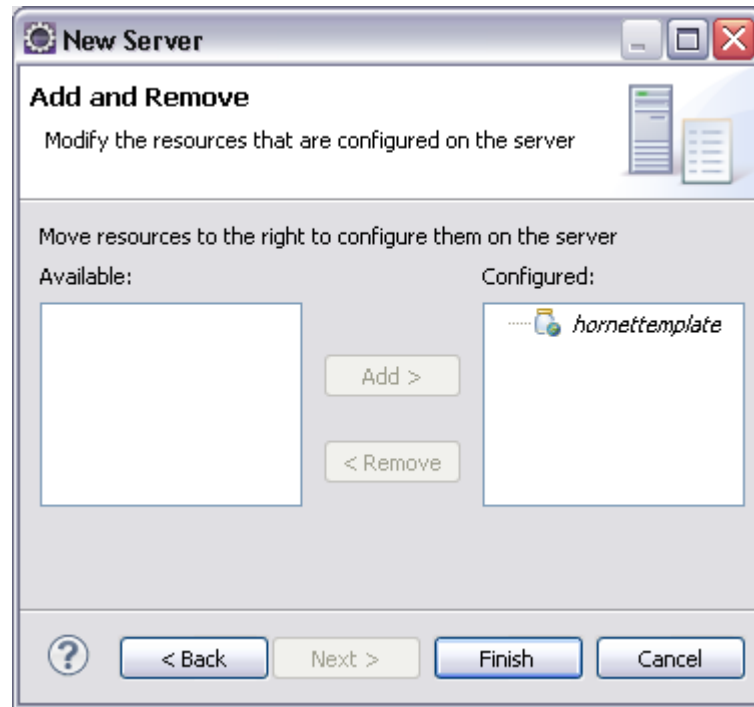 New Server
Add and Remove
Modify the resources that are configured on the server
Move resources to the right to configure them on the server
Available:
Configured:
hornettemplate
Add >
< Remove
?
< Back
Next >
Finish
Cancel